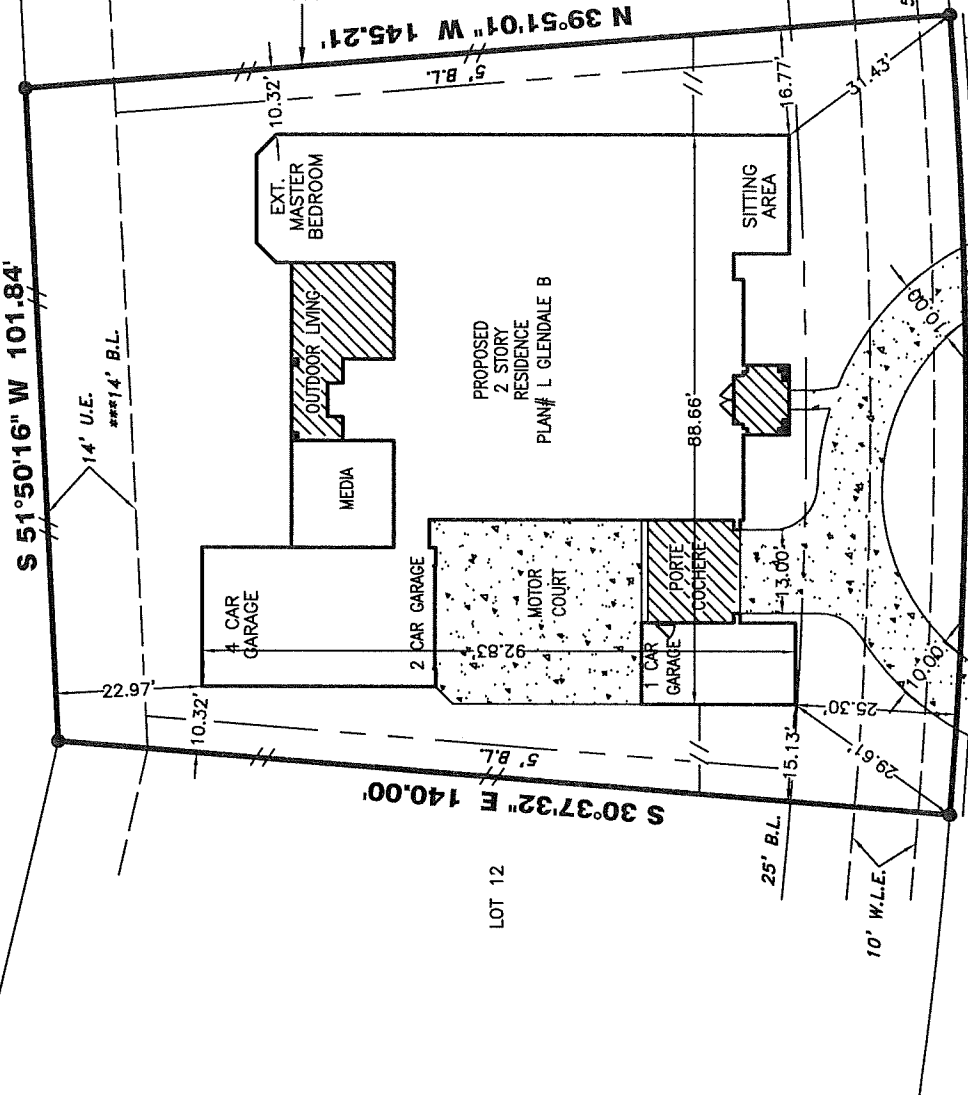 N 39°51'01" W 145.21'
5' B.L.
10.32'
16.77'
31.43'
S 51°50'16" W 101.84'
14' U.E.
***14' B.L.
EXT.
MASTER
BEDROOM
SITTING
AREA
OUTDOOR LIVING
PROPOSED
2 STORY
RESIDENCE
PLAN# L GLENDALE B
88.66'
10.00'
MEDIA
4 CAR
GARAGE
2 CAR GARAGE
MOTOR
COURT
PORTE
COCHERE
13.00'
92.83'
1 CAR
GARAGE
10.00'
22.97'
10.32'
5' B.L.
15.13'
25.30'
29.61'
S 30°37'32" E 140.00'
LOT 12
25' B.L.
10' W.L.E.